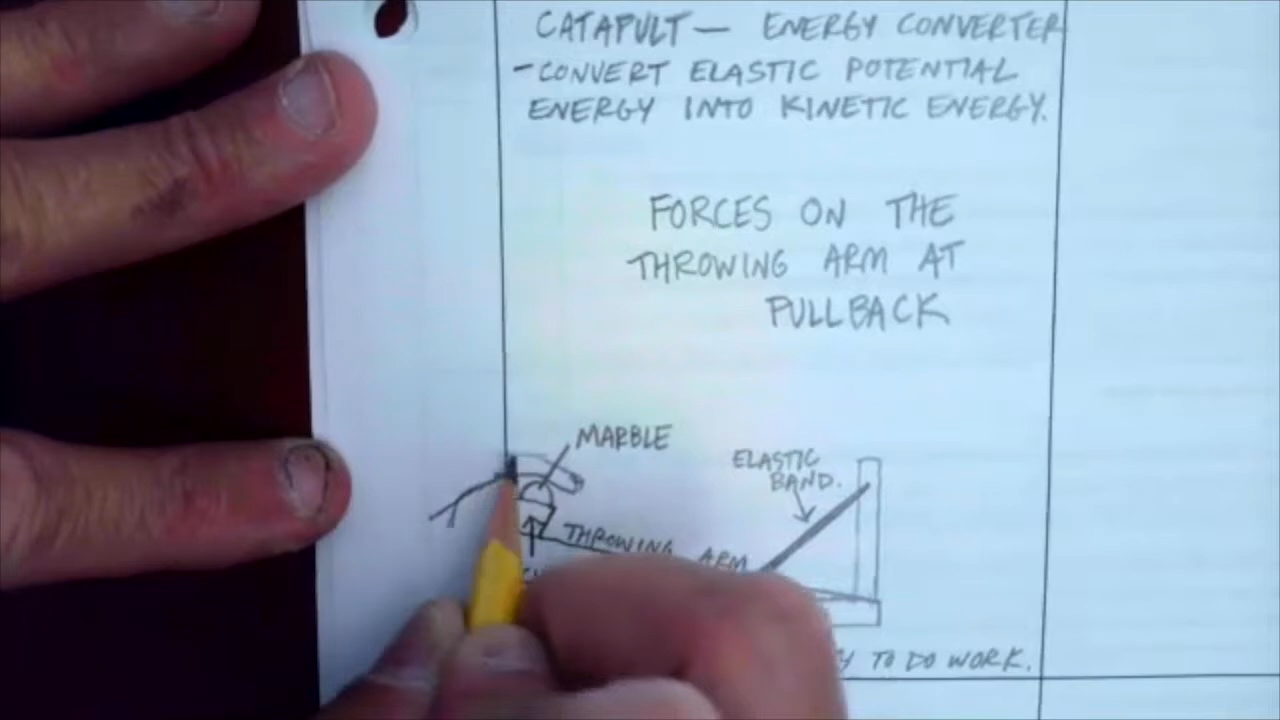 CATAPULT — ENERGY CONVERTER
- CONVERT ELASTIC POTENTIAL
ENERGY INTO KINETIC ENERGY.
FORCES ON THE
THROWING ARM AT
PULLBACK
MARBLE
ELASTIC
BAND.
THROWING ARM
TO DO WORK.